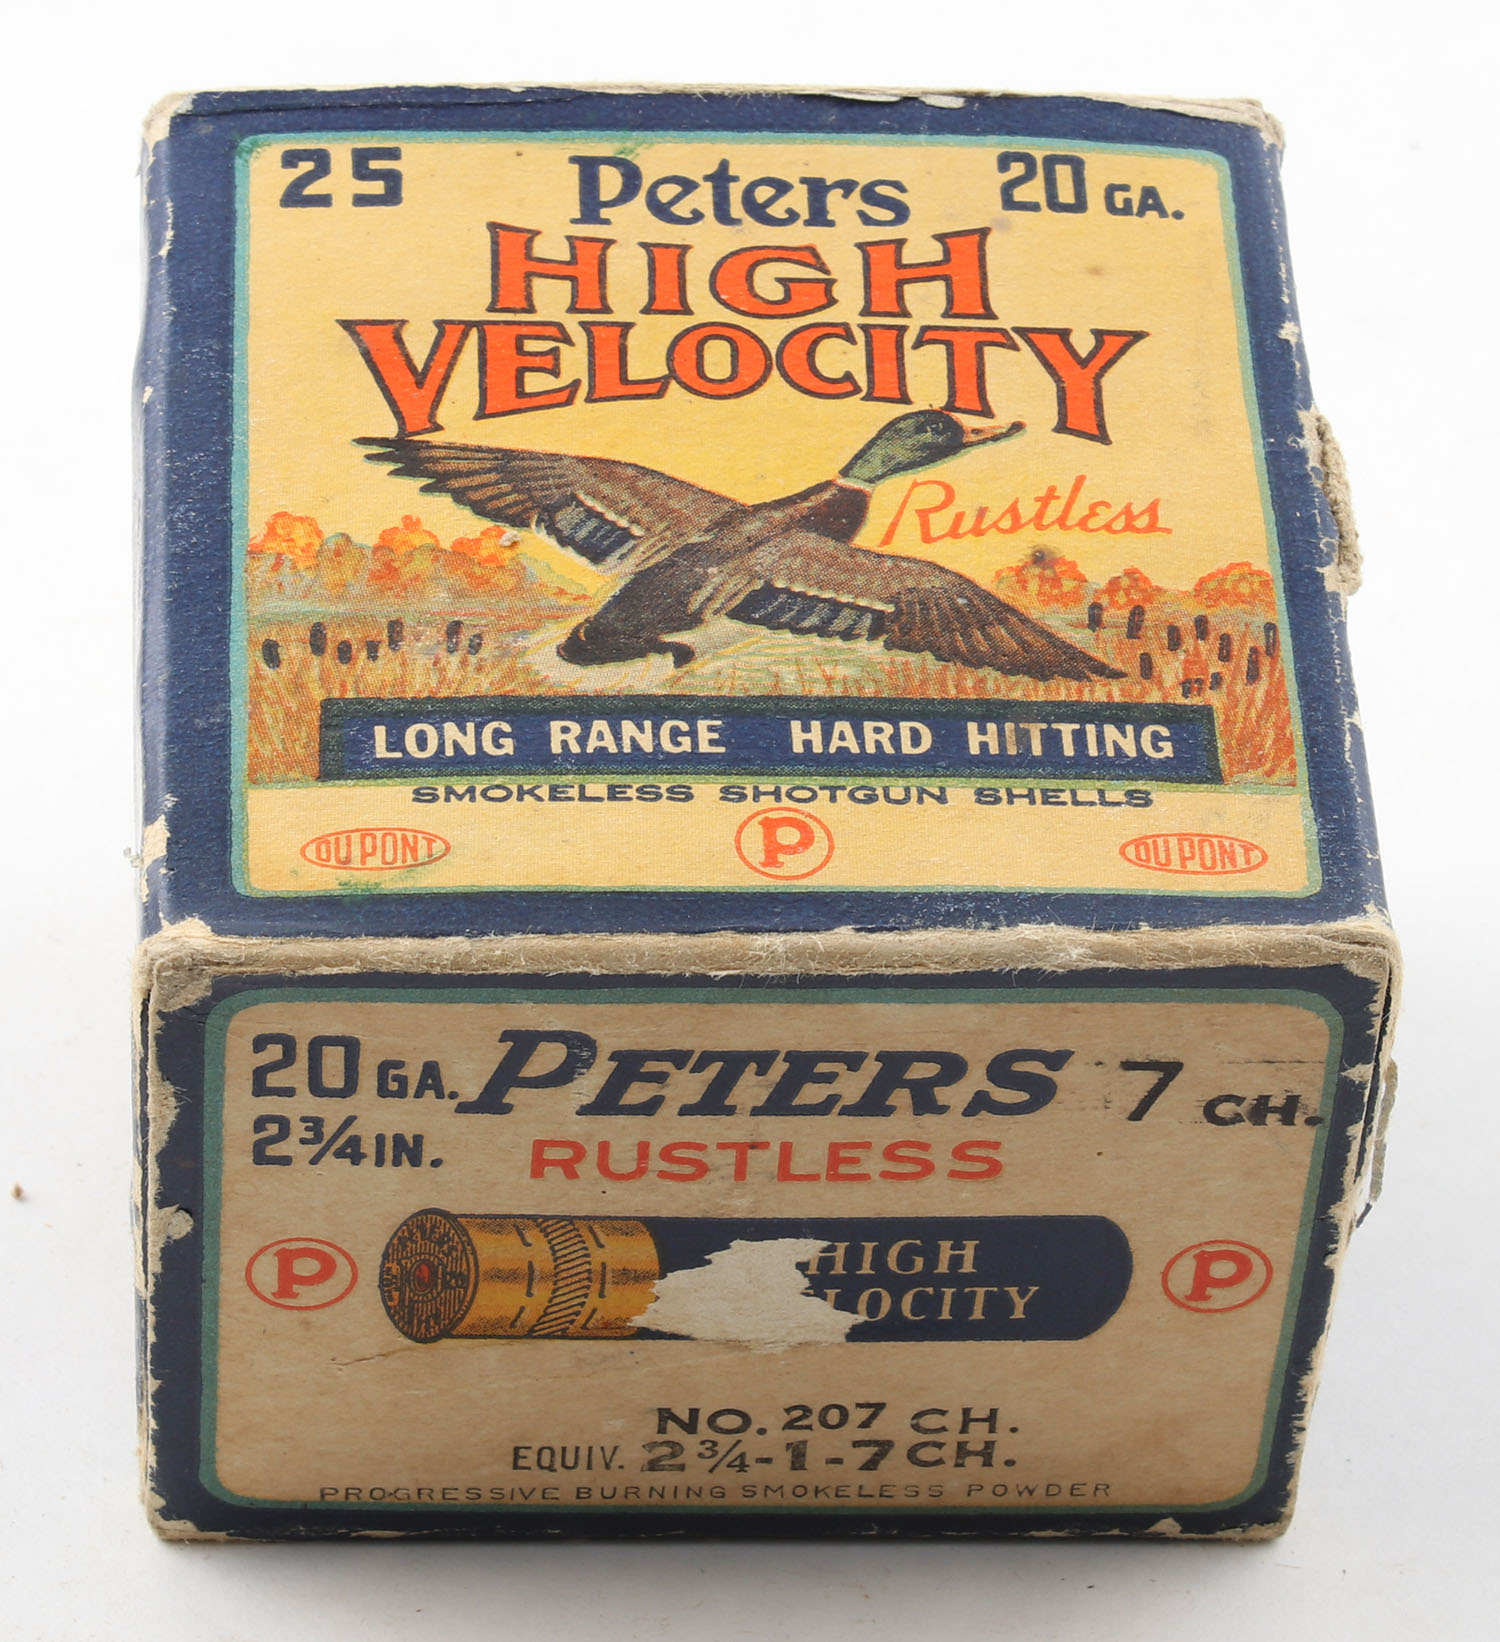 25 Peters 20 GA.
HIGH
VELOCITY
Rustless
LONG RANGE HARD HITTING
SMOKELESS SHOTGUN SHELLS
DU PONT P DU PONT
20 GA. PETERS 7 CH.
2¾ IN. RUSTLESS
P HIGH P
LOCITY
NO. 207 CH.
EQUIV. 2¾-1-7 CH.
PROGRESSIVE BURNING SMOKELESS POWDER